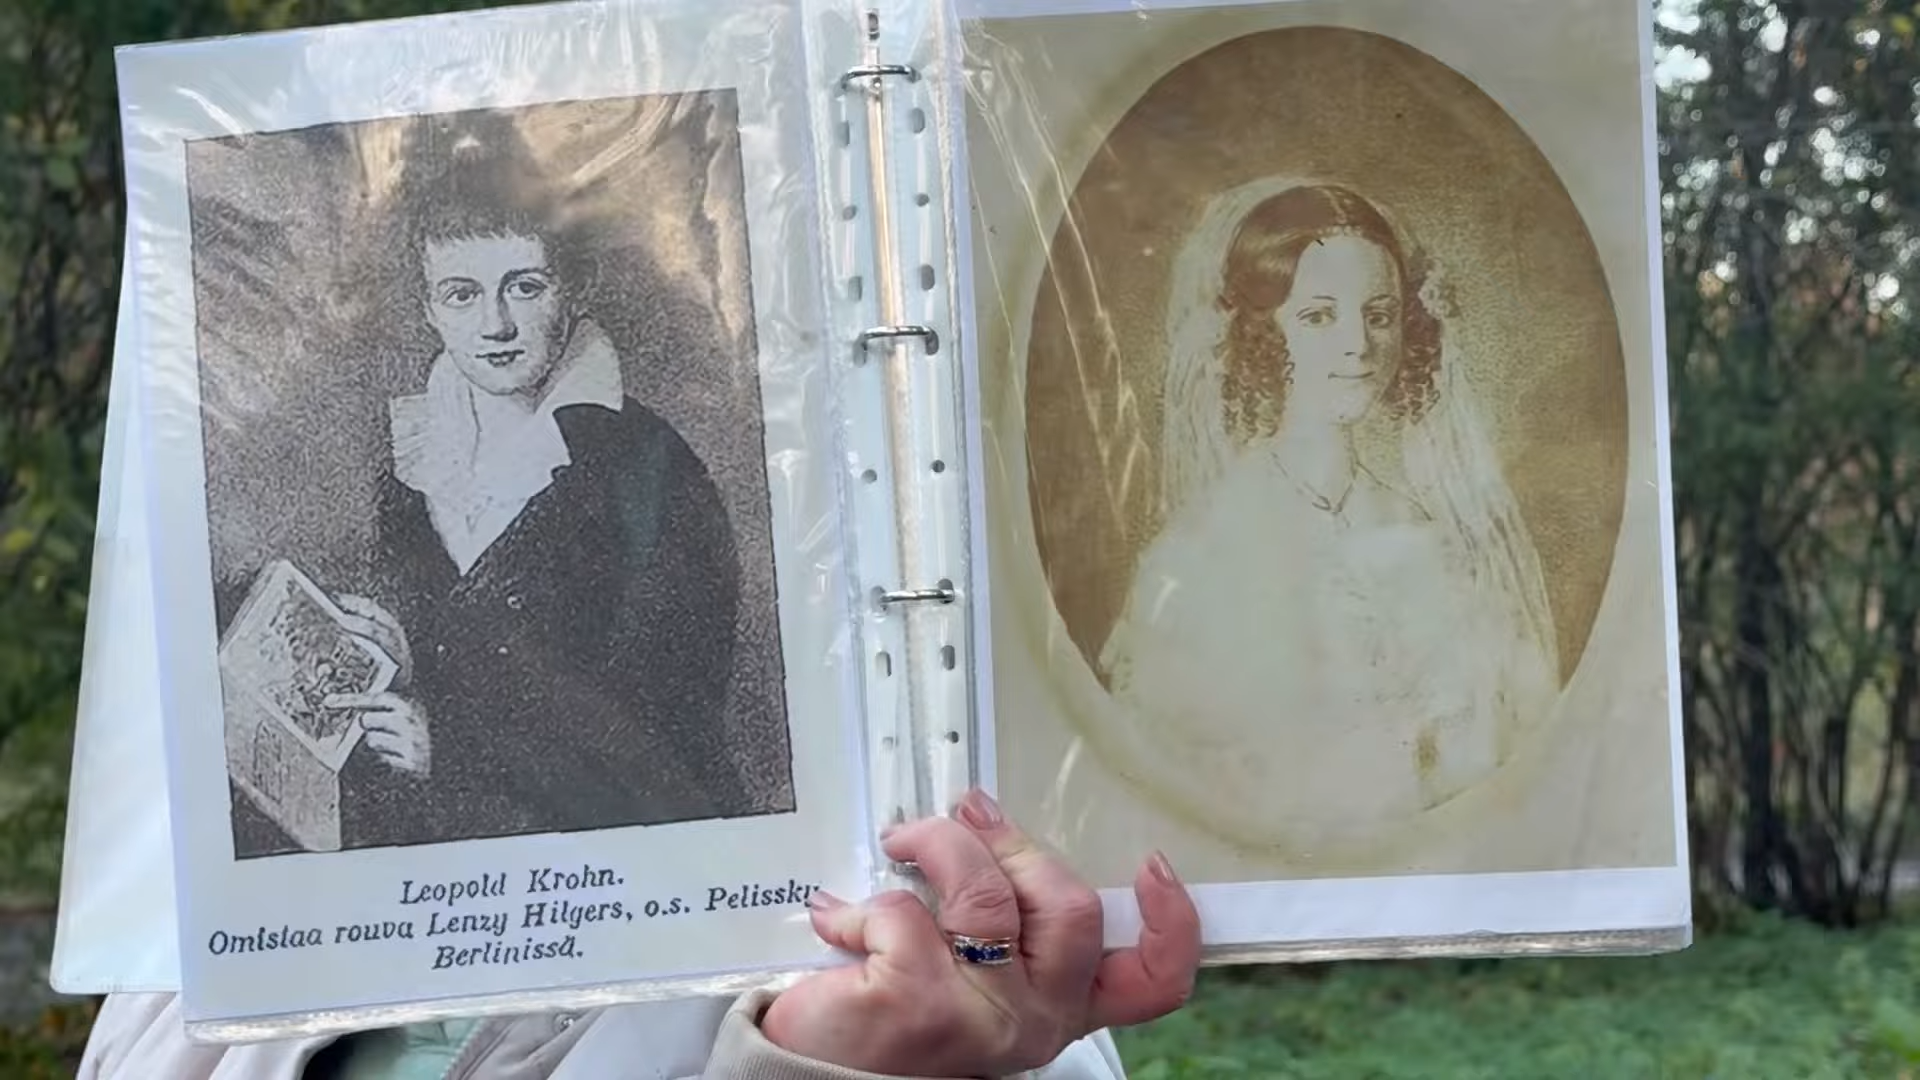 Leopold Krohn.
Omistaa rouva Lenzy Hilgers, o.s. Pelissky
Berlinissä.